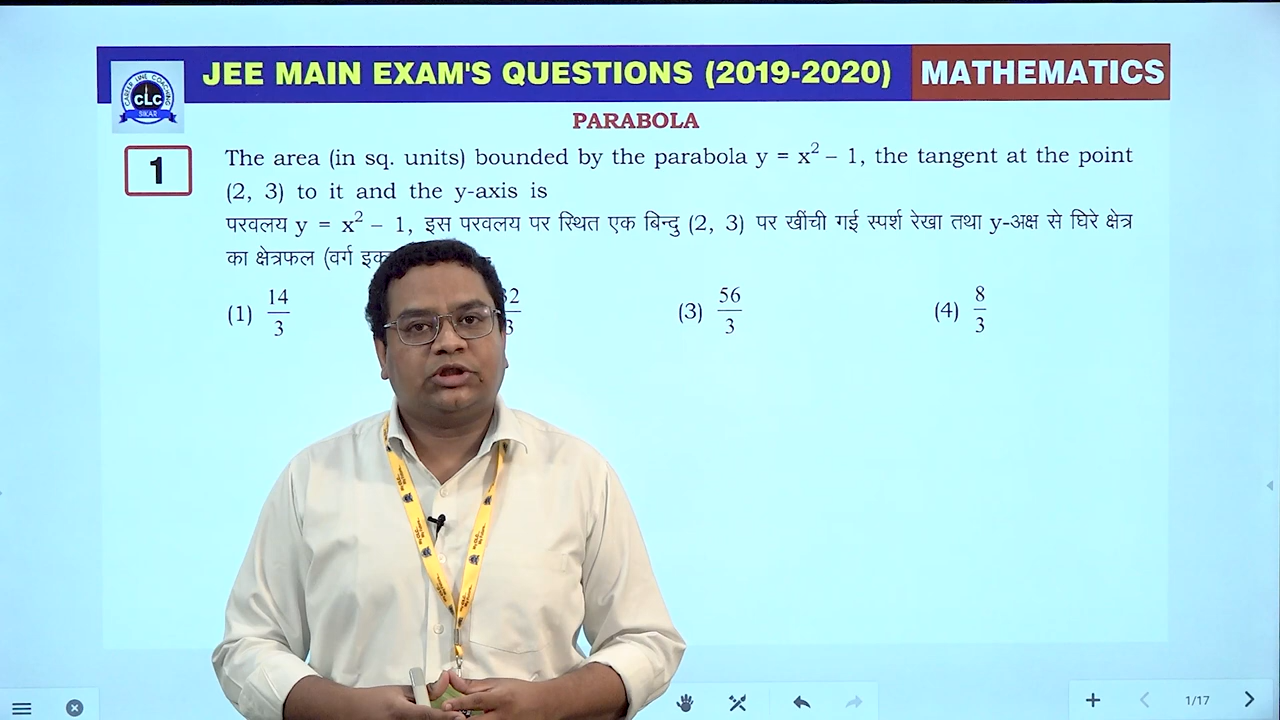 JEE MAIN EXAM'S QUESTIONS (2019-2020) MATHEMATICS
CLC
SIKAR
PARABOLA
1
The area (in sq. units) bounded by the parabola y = x² – 1, the tangent at the point
(2, 3) to it and the y-axis is
परवलय y = x² – 1, इस परवलय पर स्थित एक बिन्दु (2, 3) पर खींची गई स्पर्श रेखा तथा y-अक्ष से घिरे क्षेत्र
का क्षेत्रफल (वर्ग
(1) 14/3 (3) 56/3 (4) 8/3
1/17